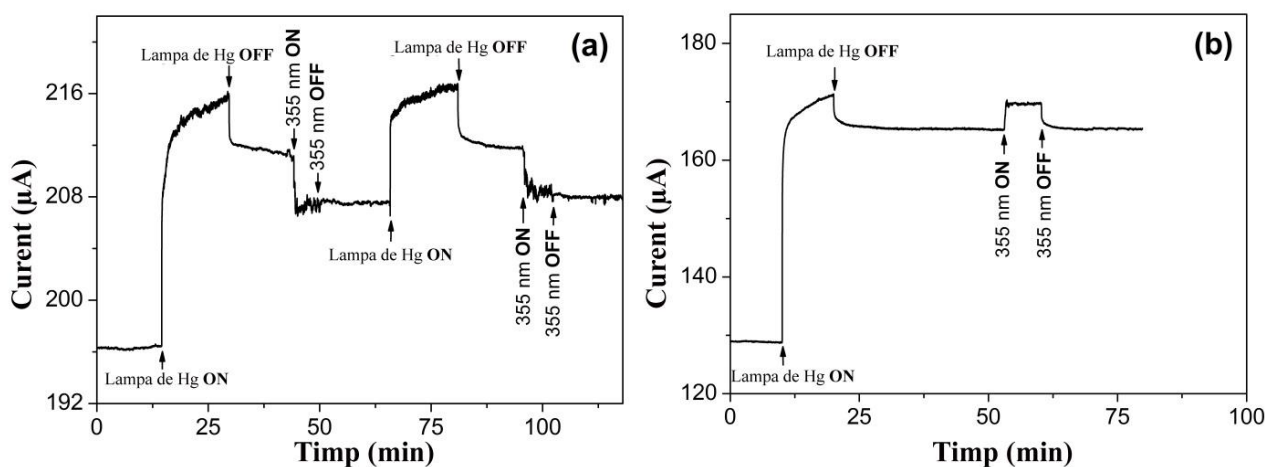 (a)
Lampa de Hg OFF
355 nm ON
355 nm OFF
Lampa de Hg OFF
Lampa de Hg ON
Lampa de Hg ON
355 nm ON
355 nm OFF
216
208
200
192
Curent (µA)
0
25
50
75
100
Timp (min)
(b)
Lampa de Hg OFF
355 nm ON
355 nm OFF
Lampa de Hg ON
180
160
140
120
Curent (µA)
0
25
50
75
100
Timp (min)